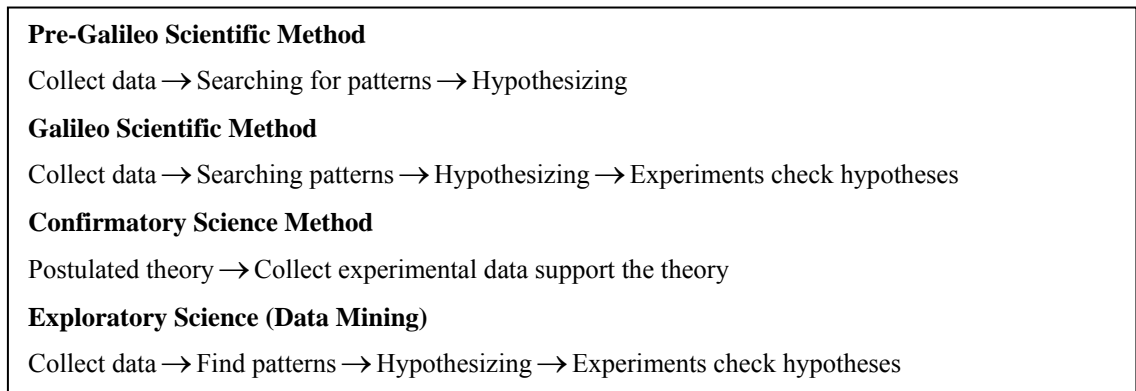 Pre-Galileo Scientific Method
Collect data → Searching for patterns → Hypothesizing
Galileo Scientific Method
Collect data → Searching patterns → Hypothesizing → Experiments check hypotheses
Confirmatory Science Method
Postulated theory → Collect experimental data support the theory
Exploratory Science (Data Mining)
Collect data → Find patterns → Hypothesizing → Experiments check hypotheses